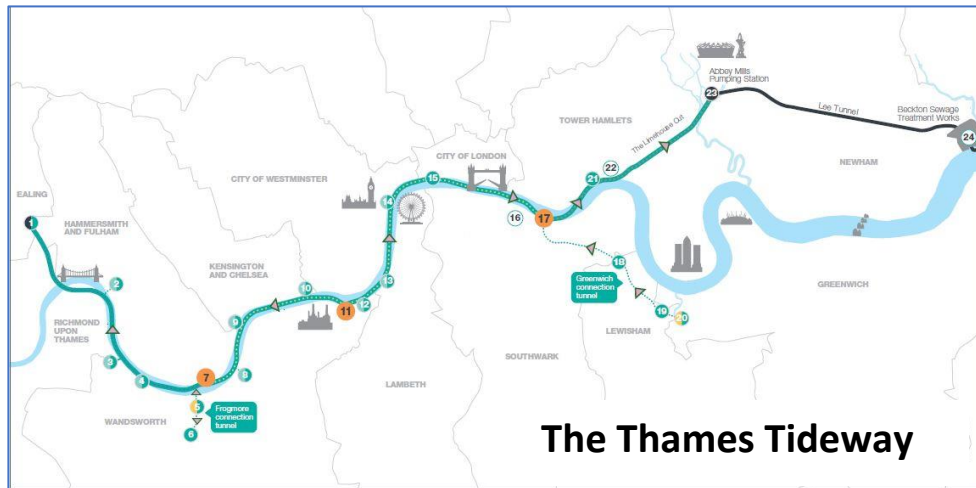 Abbey Mills
Pumping Station
23
Lee Tunnel
Beckton Sewage
Treatment Works
24
TOWER HAMLETS
The Limehouse Cut
NEWHAM
CITY OF LONDON
CITY OF WESTMINSTER
15
22
21
EALING
1
HAMMERSMITH
AND FULHAM
14
16
17
KENSINGTON
AND CHELSEA
18
Greenwich
connection
tunnel
GREENWICH
2
10
13
11
12
19
20
RICHMOND
UPON
THAMES
9
LEWISHAM
3
4
7
8
SOUTHWARK
LAMBETH
5
6
Frogmore
connection
tunnel
WANDSWORTH
The Thames Tideway